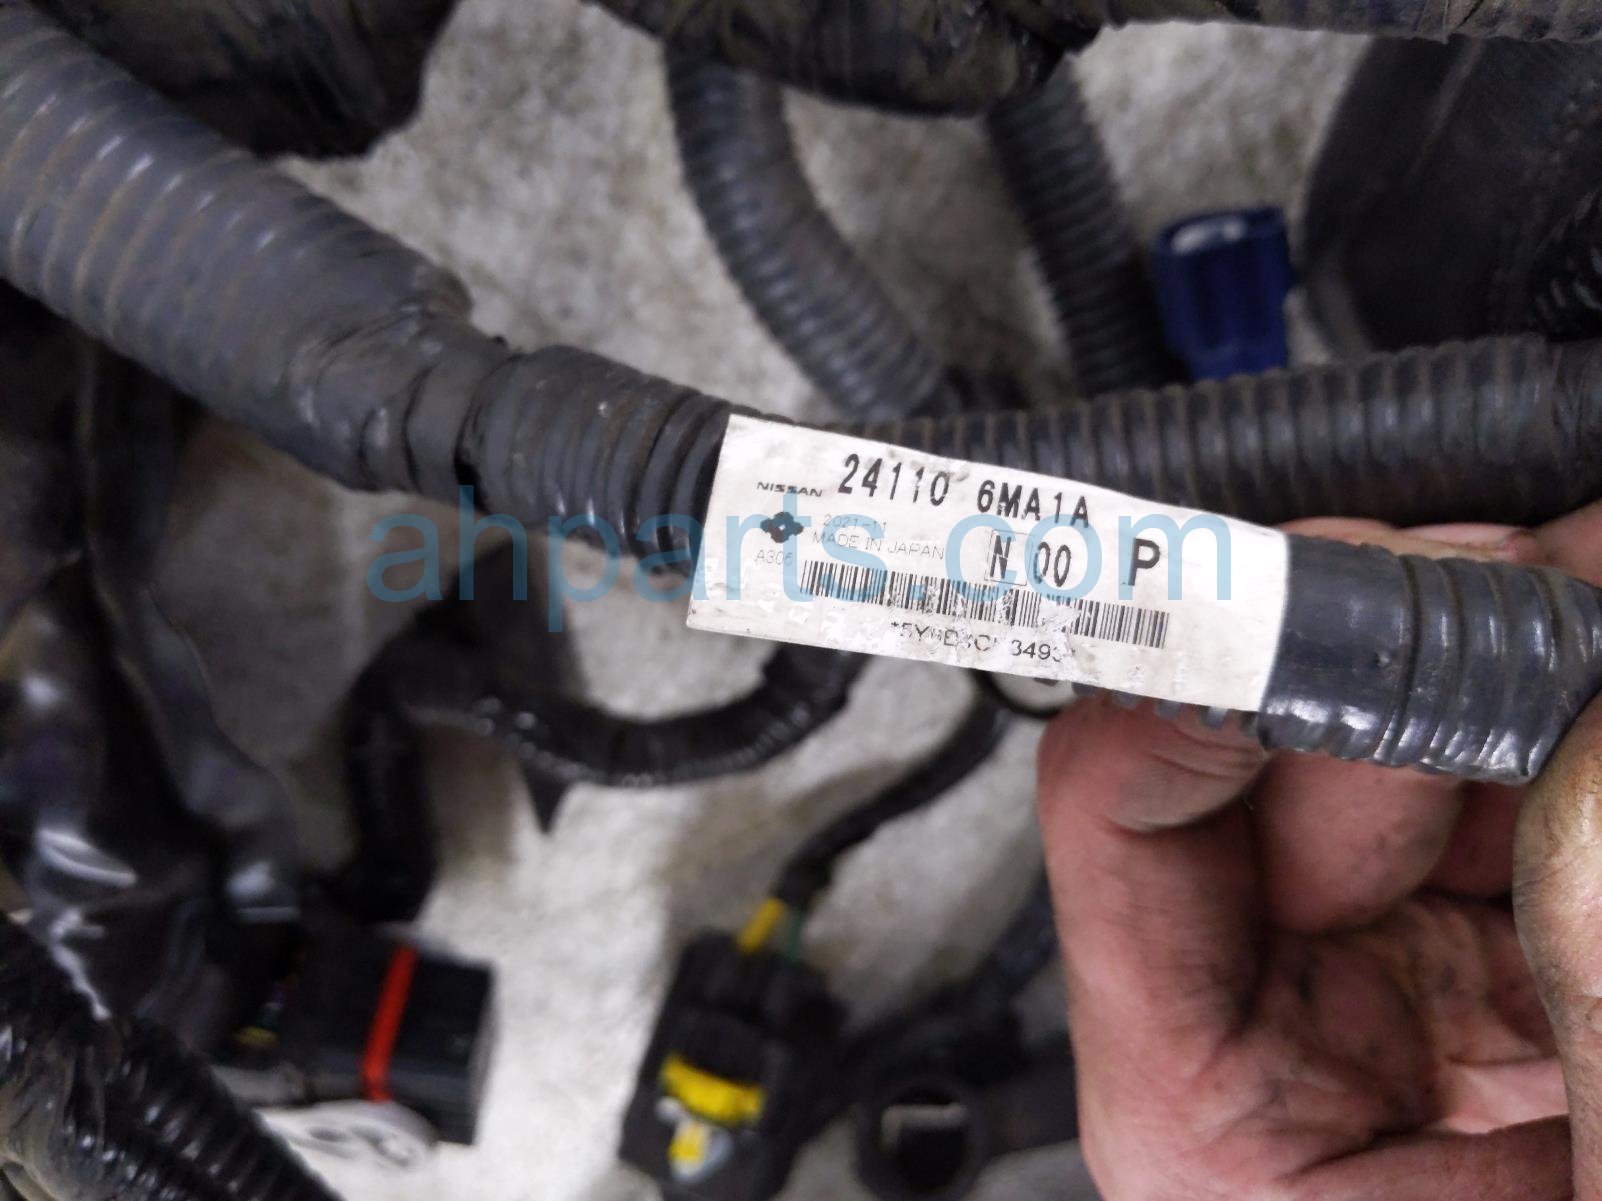 24110 6MA1A
NISSAN
2021-11
MADE IN JAPAN
A306
N 00 P
ahparts.com